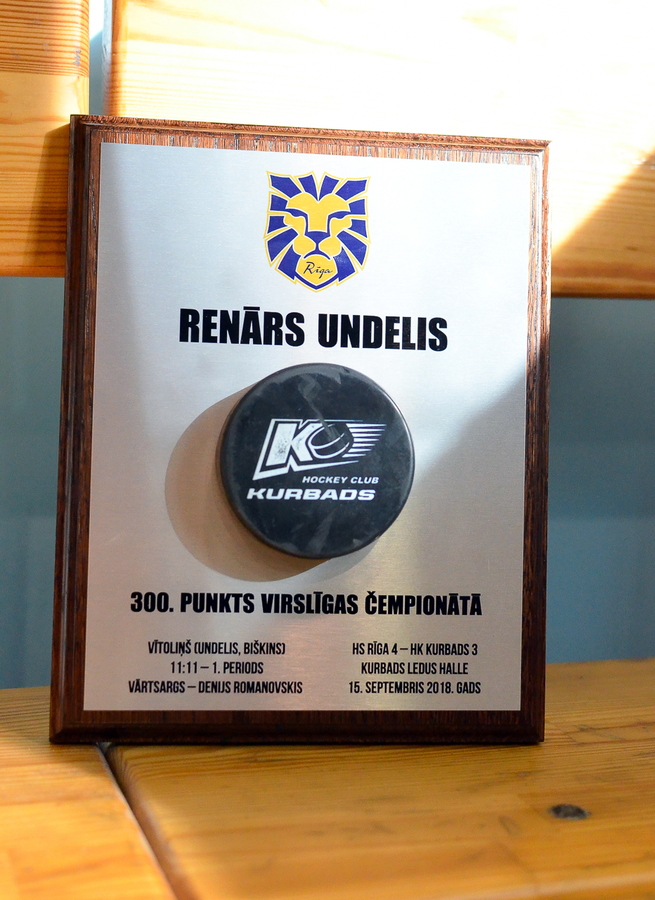 Rīga
RENĀRS UNDELIS
K
HOCKEY CLUB
KURBADS
300. PUNKTS VIRSLĪGAS ČEMPIONĀTĀ
VĪTOLIŅŠ (UNDELIS, BIŠKINS)
11:11 – 1. PERIODS
VĀRTSARGS – DENIJS ROMANOVSKIS
HS RĪGA 4 – HK KURBADS 3
KURBADS LEDUS HALLE
15. SEPTEMBRIS 2018. GADS